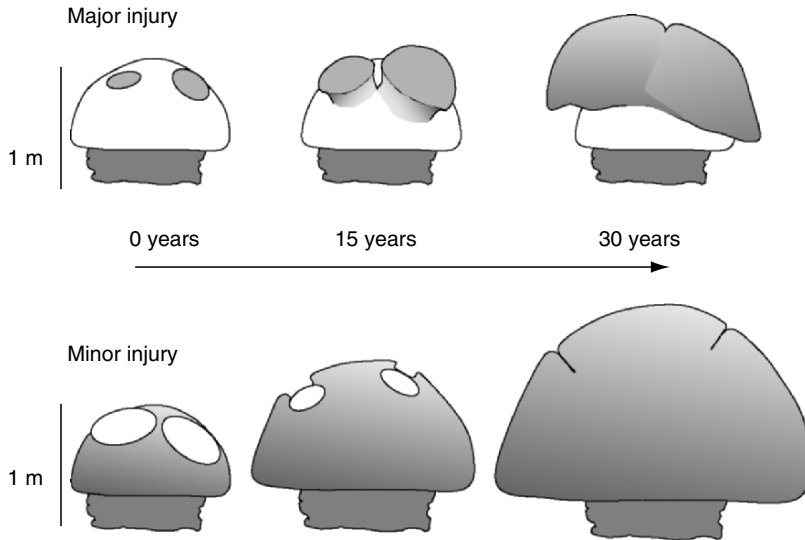 Major injury
1 m
0 years
15 years
30 years
Minor injury
1 m